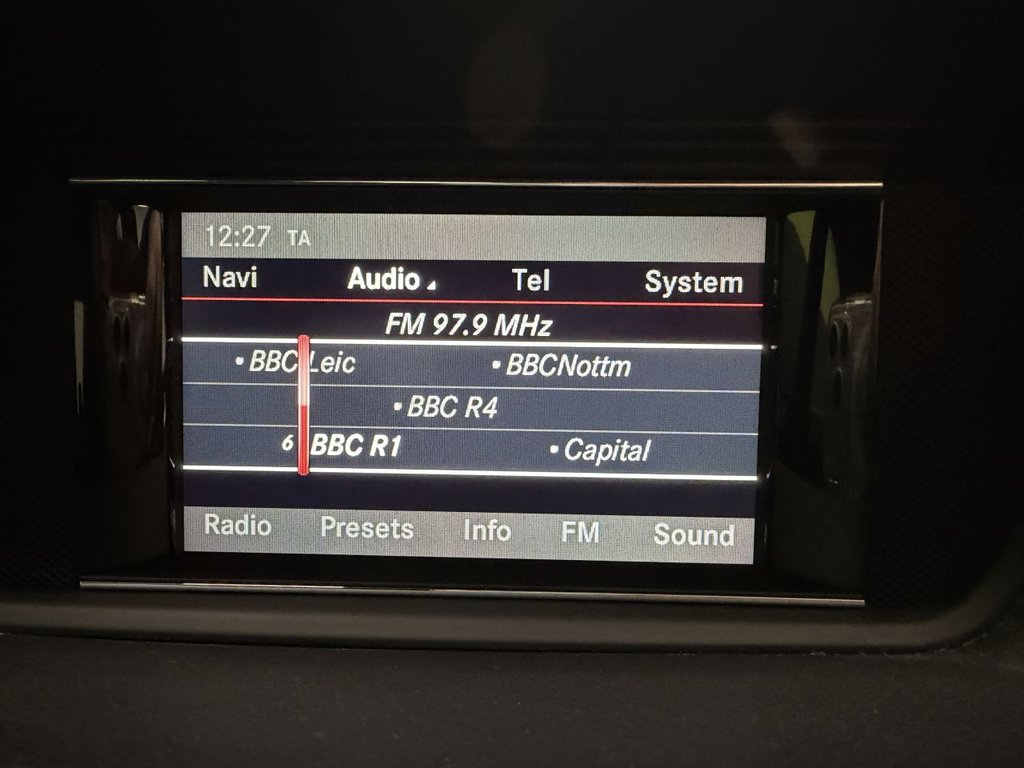 12:27 TA
Navi Audio Tel System
FM 97.9 MHz
• BBC Leic • BBCNottm
• BBC R4
6 BBC R1 • Capital
Radio Presets Info FM Sound